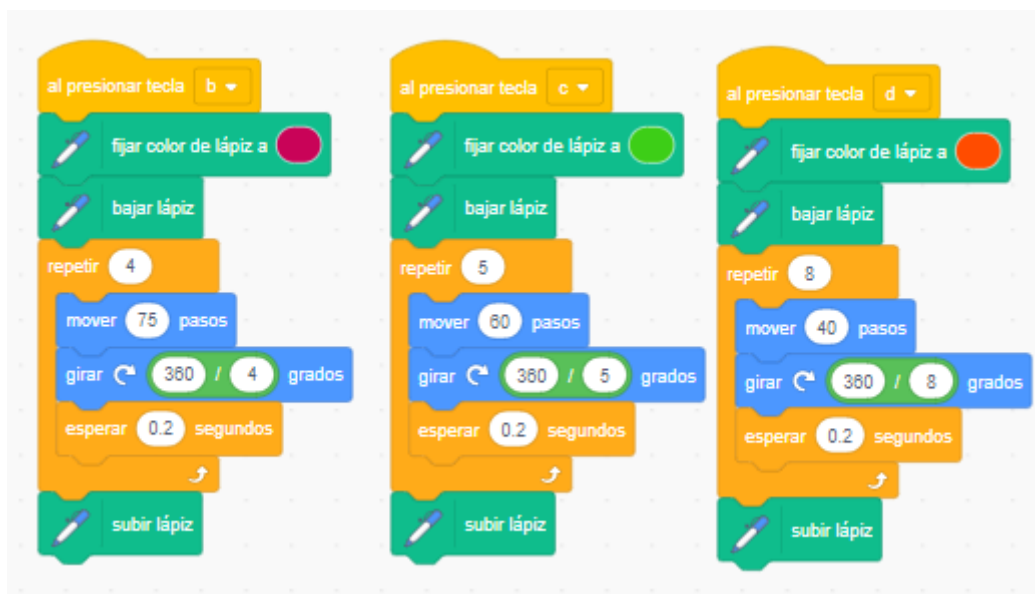 al presionar tecla b
fijar color de lápiz a
bajar lápiz
repetir 4
mover 75 pasos
girar 360 / 4 grados
esperar 0.2 segundos
subir lápiz
al presionar tecla c
fijar color de lápiz a
bajar lápiz
repetir 5
mover 60 pasos
girar 360 / 5 grados
esperar 0.2 segundos
subir lápiz
al presionar tecla d
fijar color de lápiz a
bajar lápiz
repetir 8
mover 40 pasos
girar 360 / 8 grados
esperar 0.2 segundos
subir lápiz